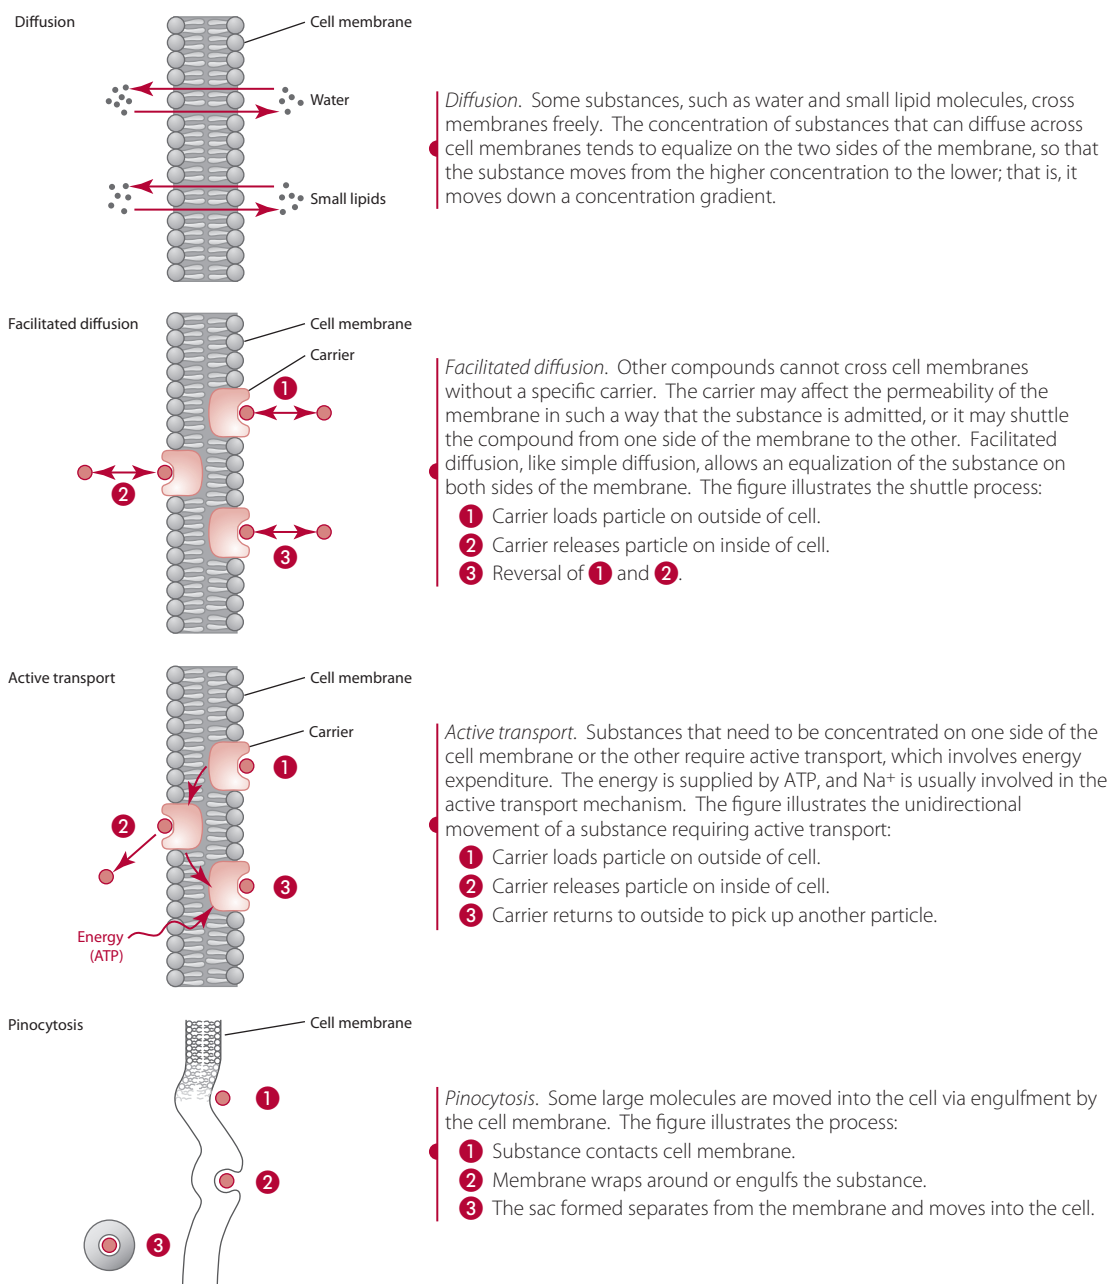 Diffusion
Cell membrane
Water
Small lipids
Diffusion. Some substances, such as water and small lipid molecules, cross
membranes freely. The concentration of substances that can diffuse across
cell membranes tends to equalize on the two sides of the membrane, so that
the substance moves from the higher concentration to the lower; that is, it
moves down a concentration gradient.
Facilitated diffusion
Cell membrane
Carrier
1
2
3
Facilitated diffusion. Other compounds cannot cross cell membranes
without a specific carrier. The carrier may affect the permeability of the
membrane in such a way that the substance is admitted, or it may shuttle
the compound from one side of the membrane to the other. Facilitated
diffusion, like simple diffusion, allows an equalization of the substance on
both sides of the membrane. The figure illustrates the shuttle process:
1 Carrier loads particle on outside of cell.
2 Carrier releases particle on inside of cell.
3 Reversal of 1 and 2.
Active transport
Cell membrane
Carrier
1
2
3
Energy
(ATP)
Active transport. Substances that need to be concentrated on one side of the
cell membrane or the other require active transport, which involves energy
expenditure. The energy is supplied by ATP, and Na+ is usually involved in the
active transport mechanism. The figure illustrates the unidirectional
movement of a substance requiring active transport:
1 Carrier loads particle on outside of cell.
2 Carrier releases particle on inside of cell.
3 Carrier returns to outside to pick up another particle.
Pinocytosis
Cell membrane
1
2
3
Pinocytosis. Some large molecules are moved into the cell via engulfment by
the cell membrane. The figure illustrates the process:
1 Substance contacts cell membrane.
2 Membrane wraps around or engulfs the substance.
3 The sac formed separates from the membrane and moves into the cell.